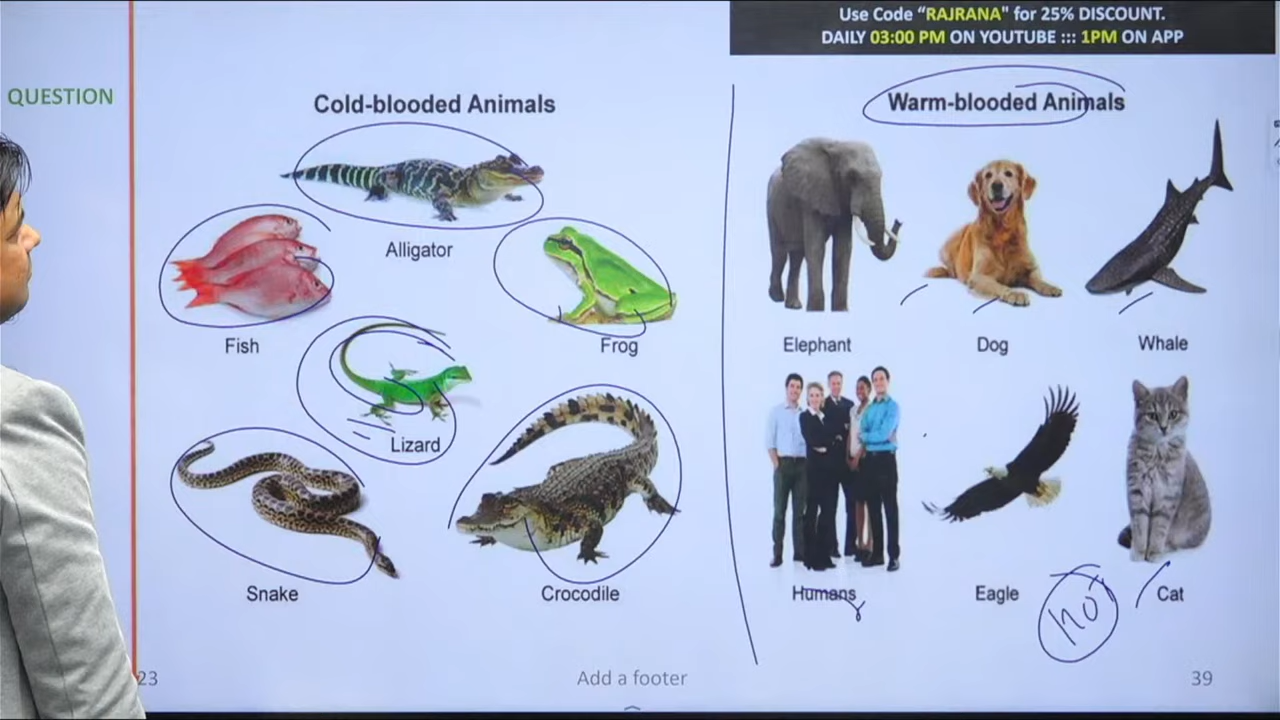 Use Code “RAJRANA" for 25% DISCOUNT.
DAILY 03:00 PM ON YOUTUBE ::: 1PM ON APP
QUESTION
Cold-blooded Animals
Warm-blooded Animals
Alligator
Fish
Frog
Elephant
Dog
Whale
Lizard
Snake
Crocodile
Humans
Eagle
Cat
hot
23
Add a footer
39